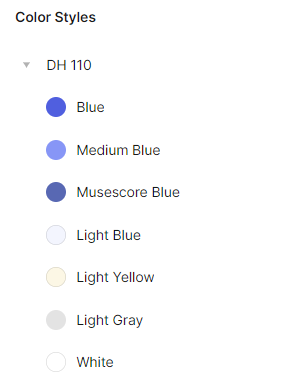 Color Styles
DH 110
Blue
Medium Blue
Musescore Blue
Light Blue
Light Yellow
Light Gray
White